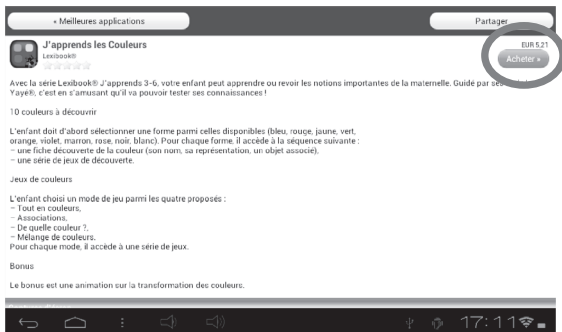 « Meilleures applications
Partager
J'apprends les Couleurs
EUR 5,21
Lexibook®
Acheter »
Avec la série Lexibook® J'apprends 3-6, votre enfant peut apprendre ou revoir les notions importantes de la maternelle. Guidé par ses
Yayé®, c'est en s'amusant qu'il va pouvoir tester ses connaissances !
10 couleurs à découvrir
L'enfant doit d'abord sélectionner une forme parmi celles disponibles (bleu, rouge, jaune, vert,
orange, violet, marron, rose, noir, blanc). Pour chaque forme, il accède à la séquence suivante :
– une fiche découverte de la couleur (son nom, sa représentation, un objet associé),
– une série de jeux de découverte.
Jeux de couleurs
L'enfant choisi un mode de jeu parmi les quatre proposés :
– Tout en couleurs,
– Associations,
– De quelle couleur ?,
– Mélange de couleurs.
Pour chaque mode, il accède à une série de jeux.
Bonus
Le bonus est une animation sur la transformation des couleurs.
17:11